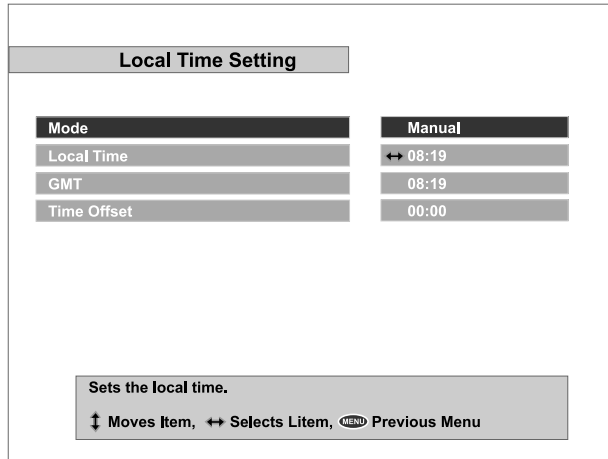 Local Time Setting
Mode Manual
Local Time ↔ 08:19
GMT 08:19
Time Offset 00:00
Sets the local time.
↕ Moves Item, ↔ Selects Litem, MENU Previous Menu